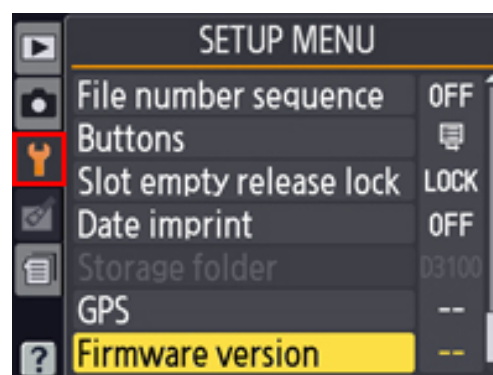 SETUP MENU
File number sequence OFF
Buttons
Slot empty release lock LOCK
Date imprint OFF
Storage folder D3100
GPS --
? Firmware version --